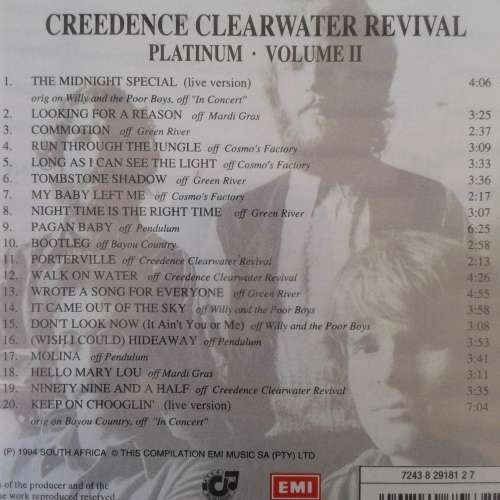 CREEDENCE CLEARWATER REVIVAL
PLATINUM · VOLUME II
1. THE MIDNIGHT SPECIAL (live version) 4:06
orig on Willy and the Poor Boys, off "In Concert"
2. LOOKING FOR A REASON off Mardi Gras 3:25
3. COMMOTION off Green River 2:37
4. RUN THROUGH THE JUNGLE off Cosmo's Factory 3:09
5. LONG AS I CAN SEE THE LIGHT off Cosmo's Factory 3:33
6. TOMBSTONE SHADOW off Green River 3:36
7. MY BABY LEFT ME off Cosmo's Factory 2:17
8. NIGHT TIME IS THE RIGHT TIME off Green River 3:07
9. PAGAN BABY off Pendulum 6:25
10. BOOTLEG off Bayou Country 2:58
11. PORTERVILLE off Creedence Clearwater Revival 2:13
12. WALK ON WATER off Creedence Clearwater Revival 4:26
13. WROTE A SONG FOR EVERYONE off Green River 4:55
14. IT CAME OUT OF THE SKY off Willy and the Poor Boys 3:58
15. DON'T LOOK NOW (It Ain't You or Me) off Willy and the Poor Boys 3:08
16. (WISH I COULD) HIDEAWAY off Pendulum 3:53
17. MOLINA off Pendulum 3:11
18. HELLO MARY LOU off Mardi Gras 3:11
19. NINETY NINE AND A HALF off Creedence Clearwater Revival 3:35
20. KEEP ON CHOOGLIN' (live version) 7:04
orig on Bayou Country, off "In Concert"
(P) 1994 SOUTH AFRICA © THIS COMPILATION EMI MUSIC SA (PTY) LTD
s of the producer and of the
e work reproduced reserved
EMI
7243 8 29181 2 7